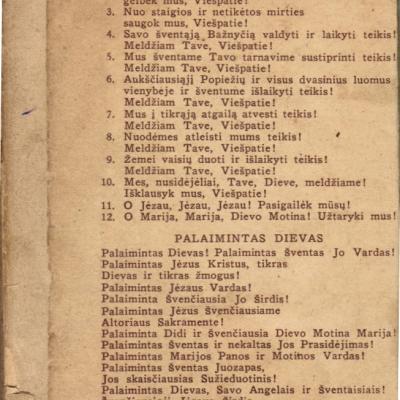 gelbėk mus, Viešpatie!
3. Nuo staigios ir netikėtos mirties
saugok mus, Viešpatie!
4. Savo šventąją Bažnyčią valdyti ir laikyti teikis!
Meldžiam Tave, Viešpatie!
5. Mus šventame Tavo tarnavime sustiprinti teikis!
Meldžiam Tave, Viešpatie!
6. Aukščiausiąjį Popiežių ir visus dvasinius luomus
vienybėje ir šventume išlaikyti teikis!
Meldžiam Tave, Viešpatie!
7. Mus į tikrąją atgailą atvesti teikis!
Meldžiam Tave, Viešpatie!
8. Nuodėmes atleisti mums teikis!
Meldžiam Tave, Viešpatie!
9. Žemei vaisių duoti ir išlaikyti teikis!
Meldžiam Tave, Viešpatie!
10. Mes, nusidėjėliai, Tave, Dieve, meldžiame!
Išklausyk mus, Viešpatie!
11. O Jėzau, Jėzau, Jėzau! Pasigailėk mūsų!
12. O Marija, Marija, Dievo Motina! Užtaryki mus!
PALAIMINTAS DIEVAS
Palaimintas Dievas! Palaimintas šventas Jo Vardas!
Palaimintas Jėzus Kristus, tikras
Dievas ir tikras žmogus!
Palaimintas Jėzaus Vardas!
Palaiminta Švenčiausia Jo Širdis!
Palaimintas Jėzus Švenčiausiame
Altoriaus Sakramente!
Palaiminta Didi ir Švenčiausia Dievo Motina Marija!
Palaimintas šventas ir nekaltas Jos Prasidėjimas!
Palaimintas Marijos Panos ir Motinos Vardas!
Palaimintas šventas Juozapas,
Jos skaisčiausias Sužieduotinis!
Palaimintas Dievas, Savo Angelais ir Šventaisiais!